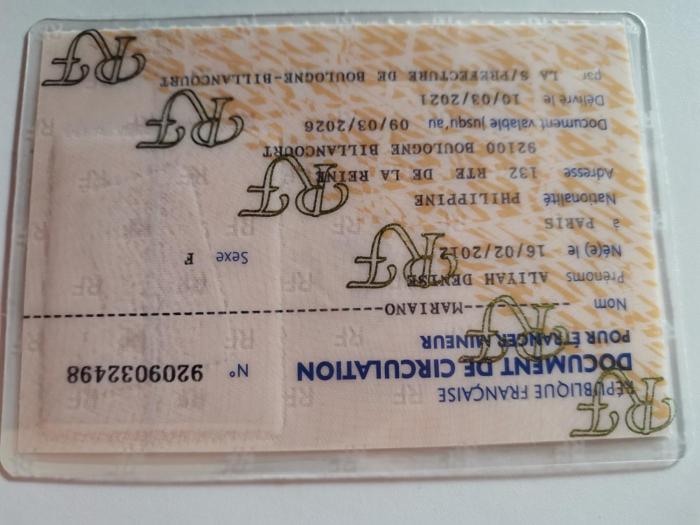 RÉPUBLIQUE FRANÇAISE
DOCUMENT DE CIRCULATION
POUR ÉTRANGER MINEUR
N° 9209032498
Nom MARIANO
Prénoms ALIYAH DENISE
Né(e) le 16/02/2012 Sexe F
à PARIS
Nationalité PHILIPPINE
Adresse 132 RTE DE LA REINE
92100 BOULOGNE BILLANCOURT
Document valable jusqu'au 09/03/2026
Délivré le 10/03/2021
par LA S/PREFECTURE DE BOULOGNE-BILLANCOURT